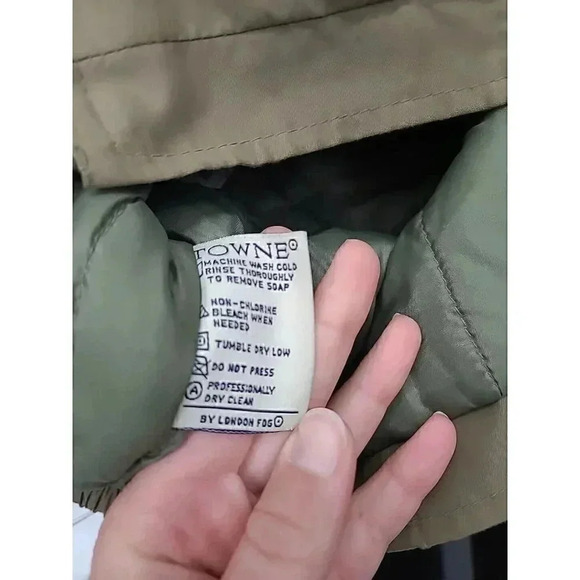 TOWNE®
MACHINE WASH COLD
RINSE THOROUGHLY
TO REMOVE SOAP
NON-CHLORINE
BLEACH WHEN
NEEDED
TUMBLE DRY LOW
DO NOT PRESS
A PROFESSIONALLY
DRY CLEAN
BY LONDON FOG®